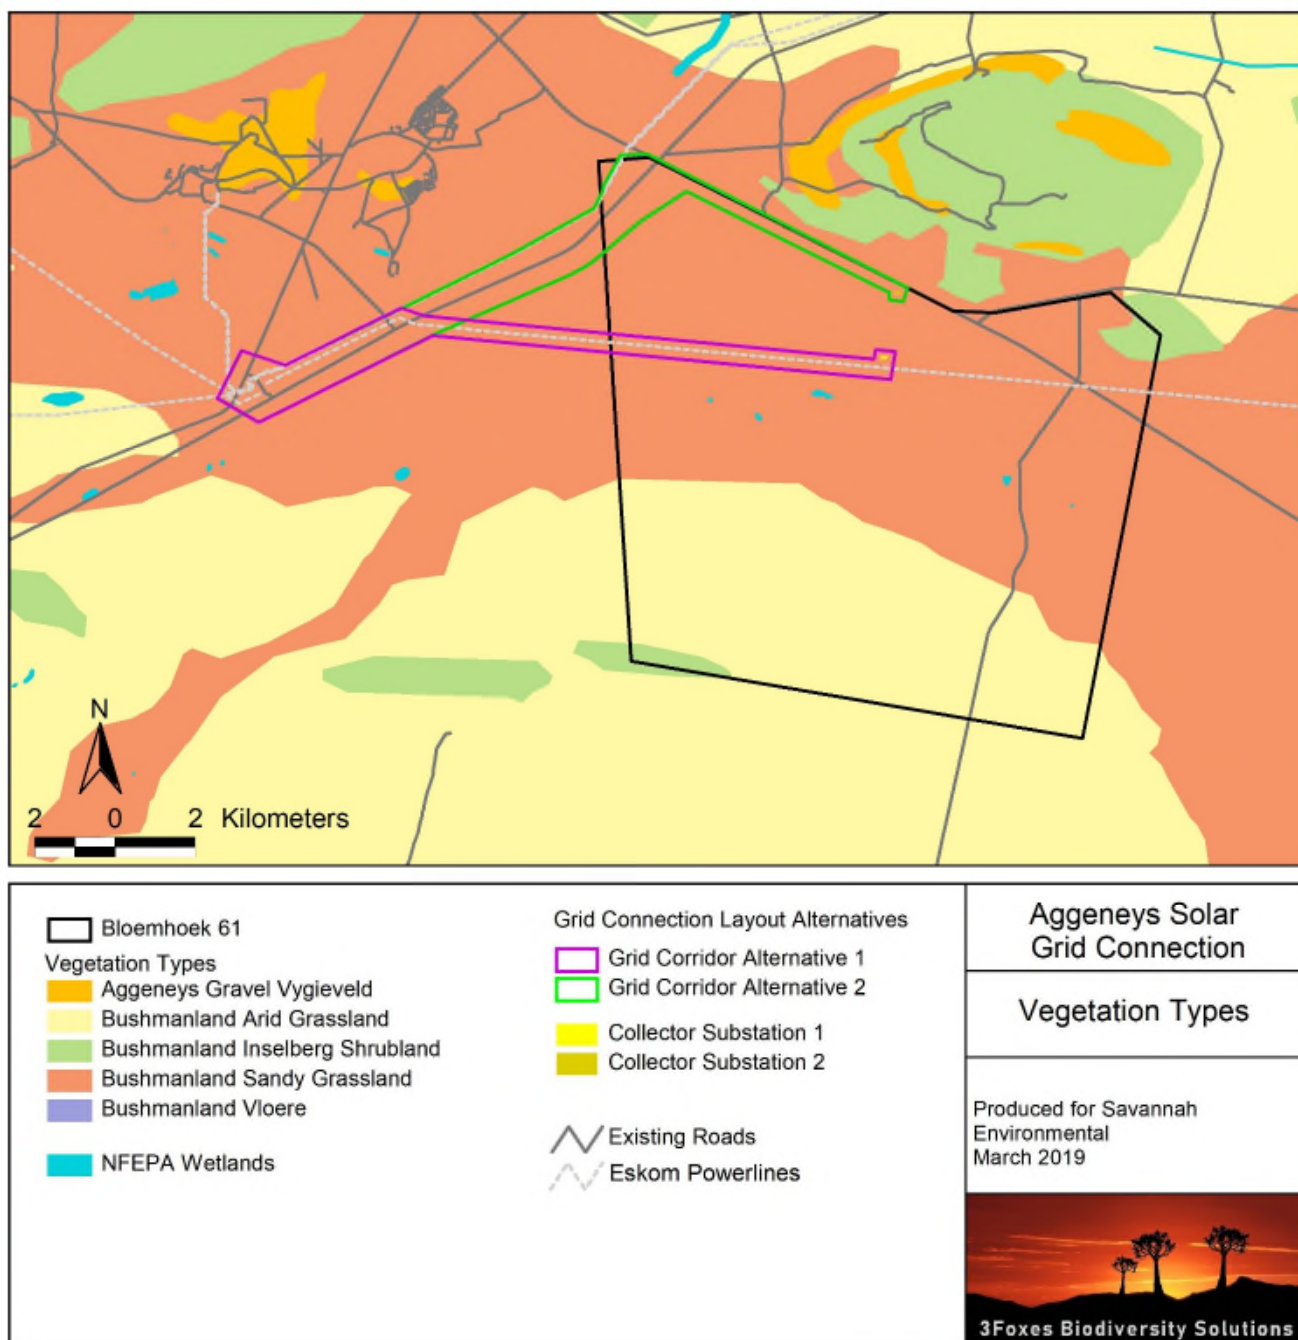 N
2 0 2 Kilometers
Bloemhoek 61
Vegetation Types
Aggeneys Gravel Vygieveld
Bushmanland Arid Grassland
Bushmanland Inselberg Shrubland
Bushmanland Sandy Grassland
Bushmanland Vloere
NFEPA Wetlands
Grid Connection Layout Alternatives
Grid Corridor Alternative 1
Grid Corridor Alternative 2
Collector Substation 1
Collector Substation 2
Existing Roads
Eskom Powerlines
Aggeneys Solar
Grid Connection
Vegetation Types
Produced for Savannah
Environmental
March 2019
3Foxes Biodiversity Solutions